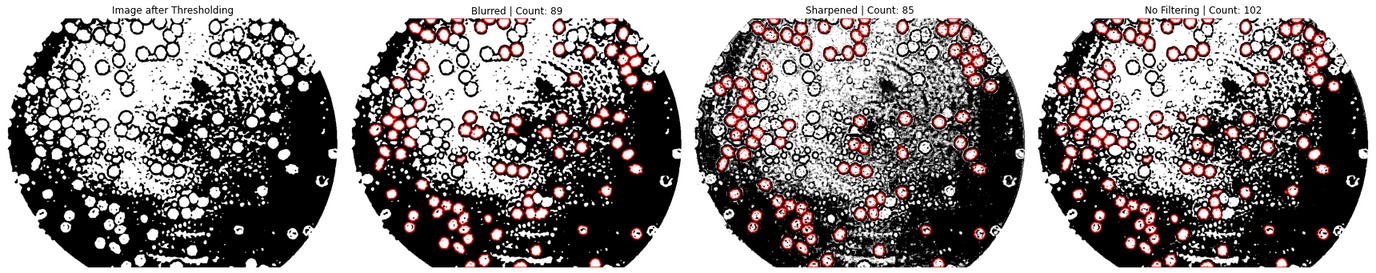 Image after Thresholding
Blurred | Count: 89
Sharpened | Count: 85
No Filtering | Count: 102